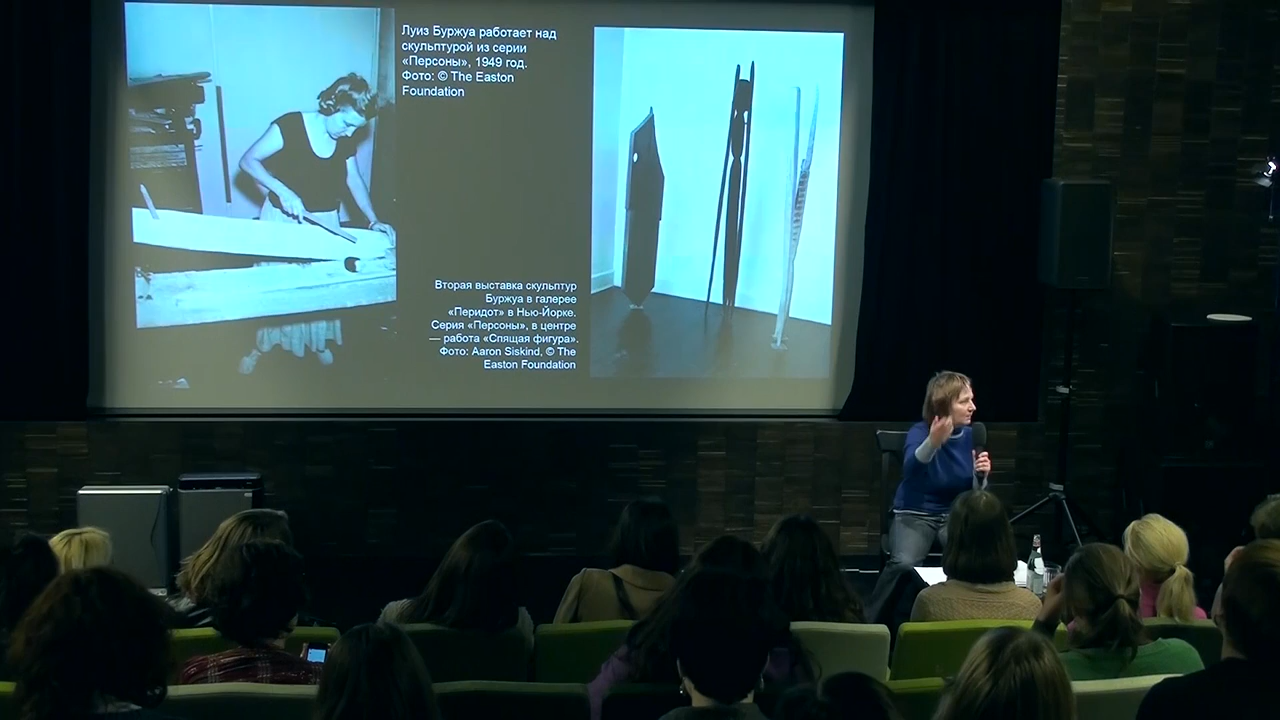 Луиз Буржуа работает над
скульптурой из серии
«Персоны», 1949 год.
Фото: © The Easton
Foundation
Вторая выставка скульптур
Буржуа в галерее
«Перидот» в Нью-Йорке.
Серия «Персоны», в центре
— работа «Спящая фигура».
Фото: Aaron Siskind, © The
Easton Foundation